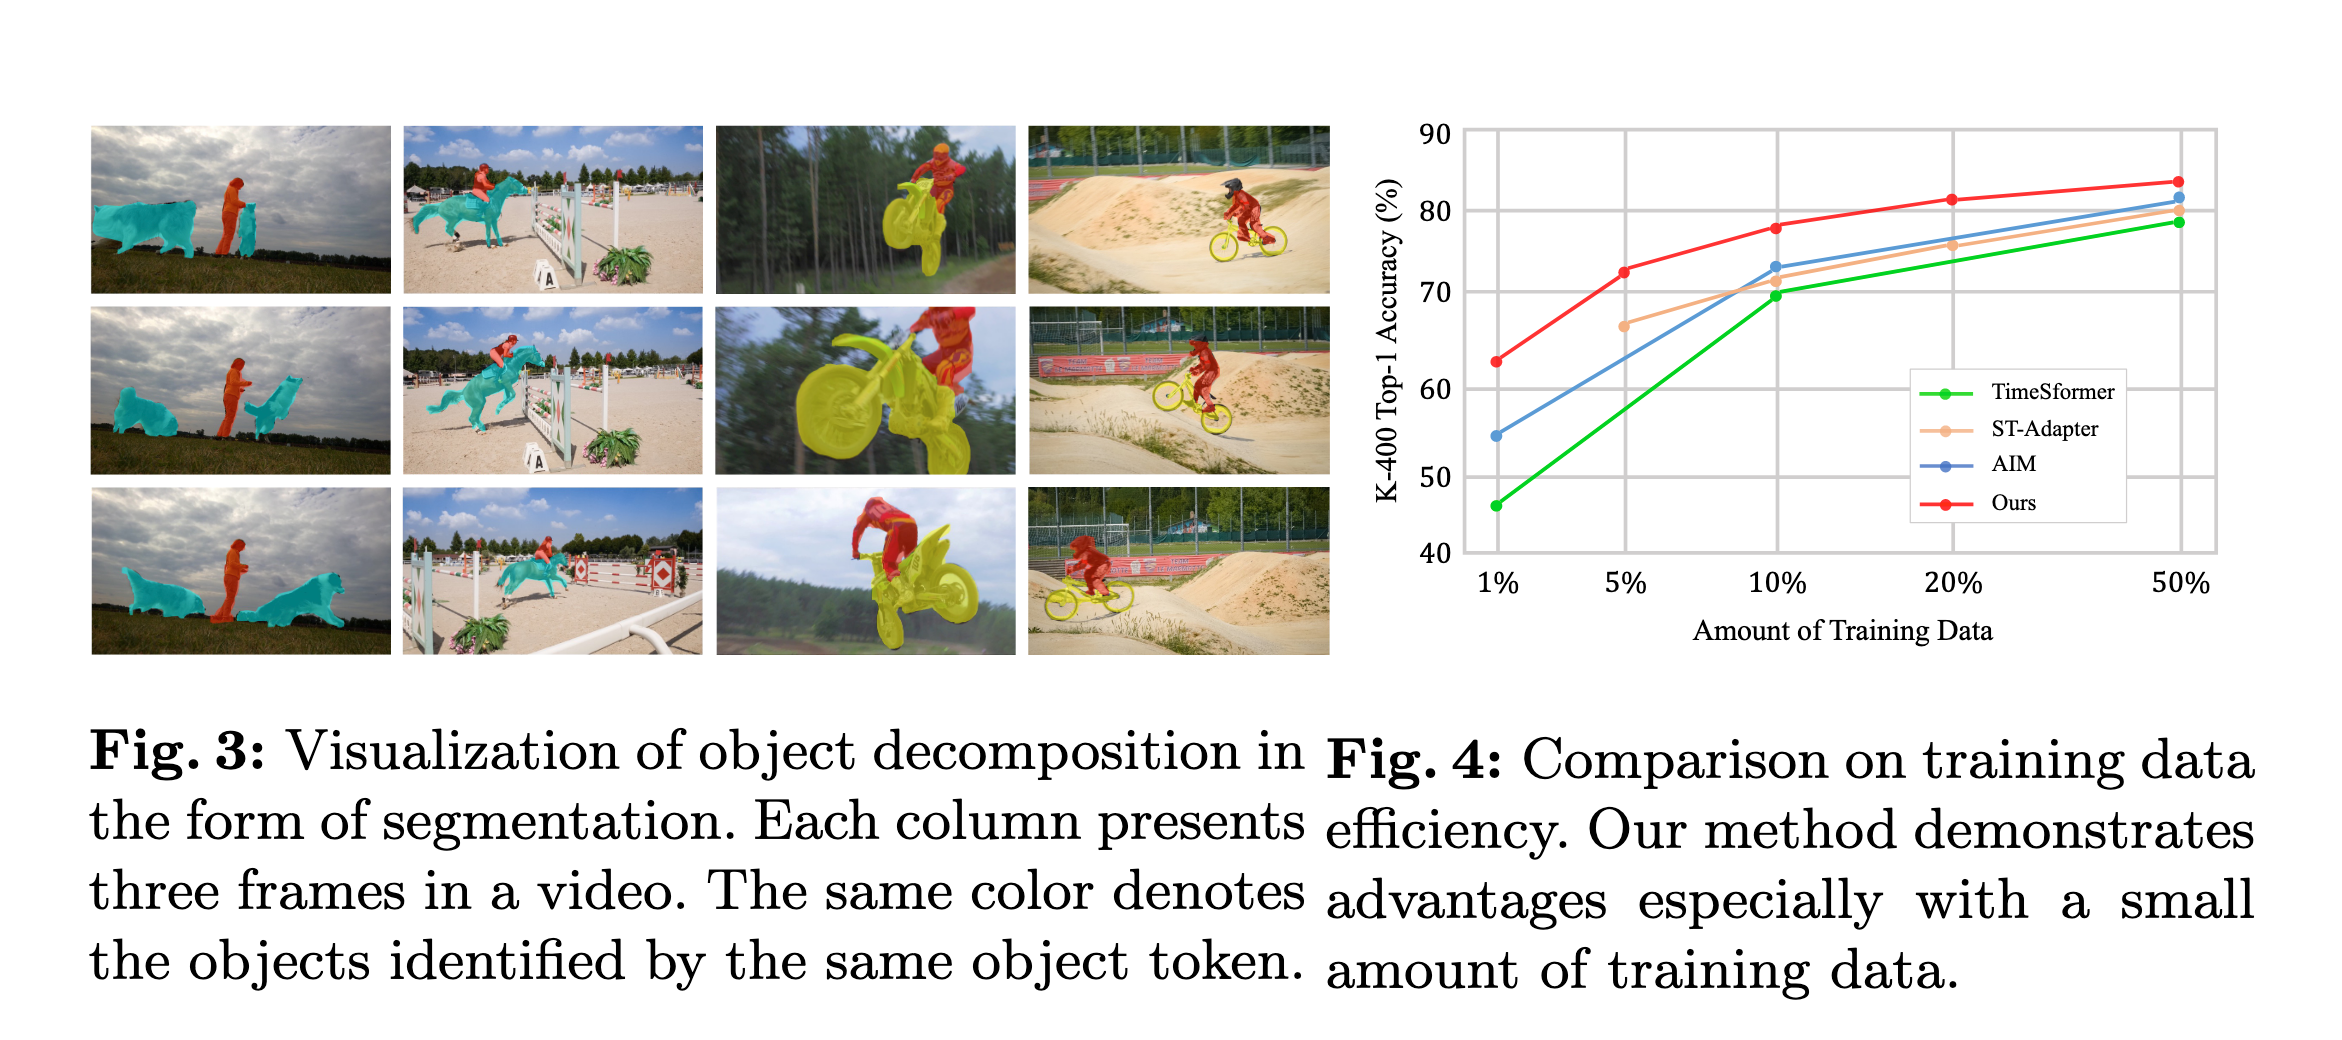 90
80
70
60
50
40
K-400 Top-1 Accuracy (%)
TimeSformer
ST-Adapter
AIM
Ours
1% 5% 10% 20% 50%
Amount of Training Data
A
A
Fig. 3: Visualization of object decomposition in
the form of segmentation. Each column presents
three frames in a video. The same color denotes
the objects identified by the same object token.
Fig. 4: Comparison on training data
efficiency. Our method demonstrates
advantages especially with a small
amount of training data.